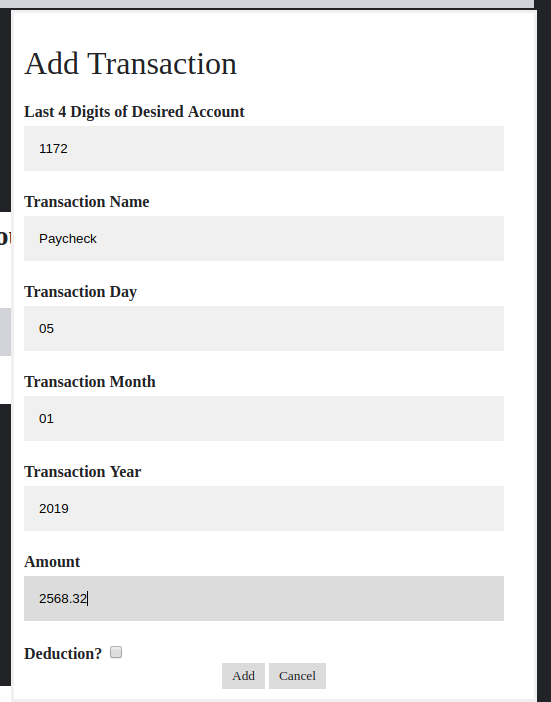 Add Transaction
Last 4 Digits of Desired Account
1172
Transaction Name
Paycheck
Transaction Day
05
Transaction Month
01
Transaction Year
2019
Amount
2568.32
Deduction?
Add Cancel